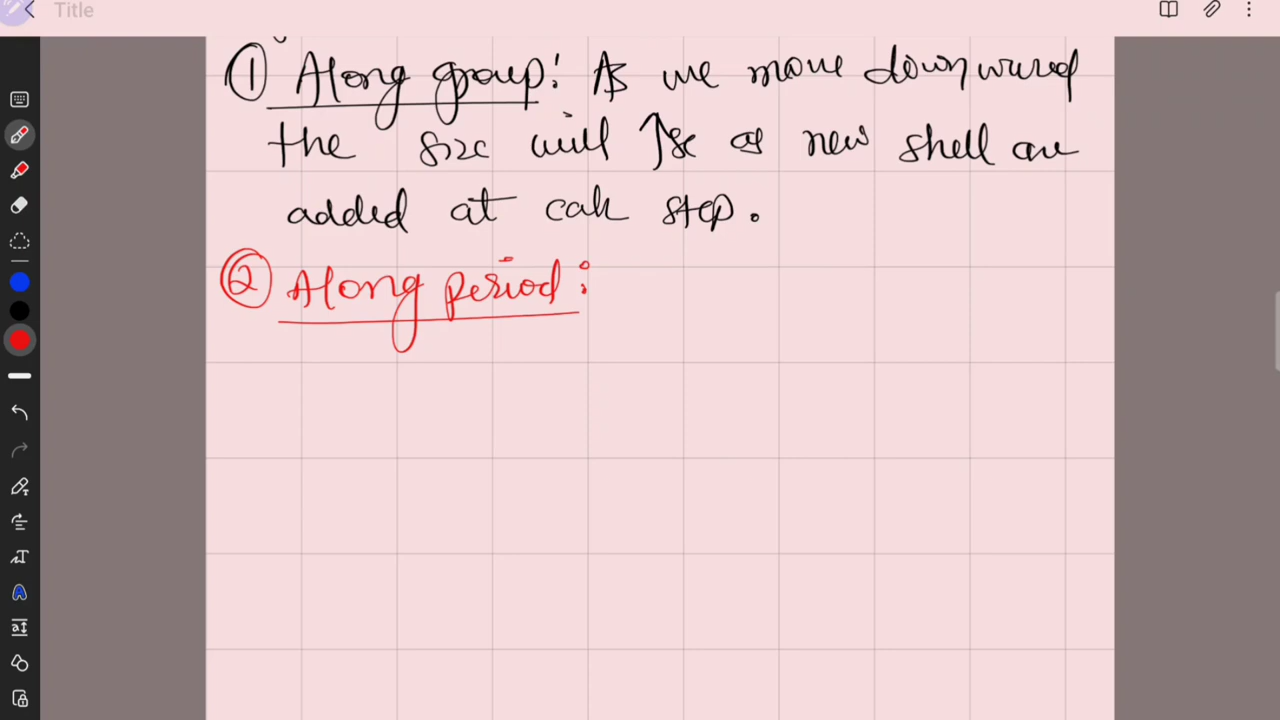 Title
① Along group: As we move downward
the size will ↑se as new shell are
added at each step.
② Along period: